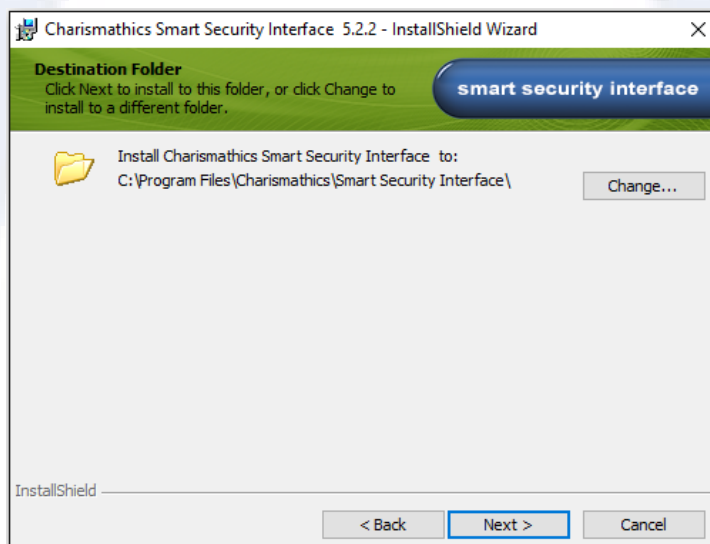 Charismathics Smart Security Interface 5.2.2 - InstallShield Wizard
Destination Folder
Click Next to install to this folder, or click Change to
install to a different folder.
smart security interface
Install Charismathics Smart Security Interface to:
C:\Program Files\Charismathics\Smart Security Interface\
Change...
InstallShield
< Back
Next >
Cancel